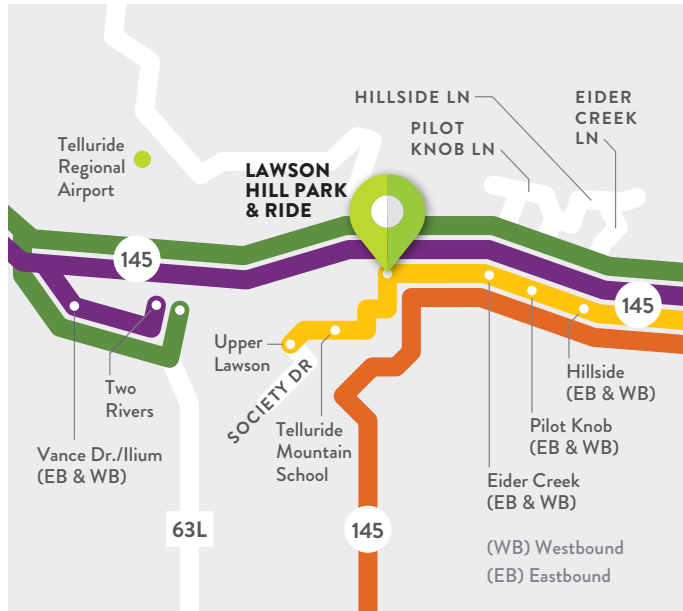 HILLSIDE LN
EIDER
CREEK
LN
PILOT
KNOB LN
Telluride
Regional
Airport
LAWSON
HILL PARK
& RIDE
145
145
Upper
Lawson
SOCIETY DR
Two
Rivers
Telluride
Mountain
School
Hillside
(EB & WB)
Pilot Knob
(EB & WB)
Vance Dr./Ilium
(EB & WB)
Eider Creek
(EB & WB)
63L
145
(WB) Westbound
(EB) Eastbound